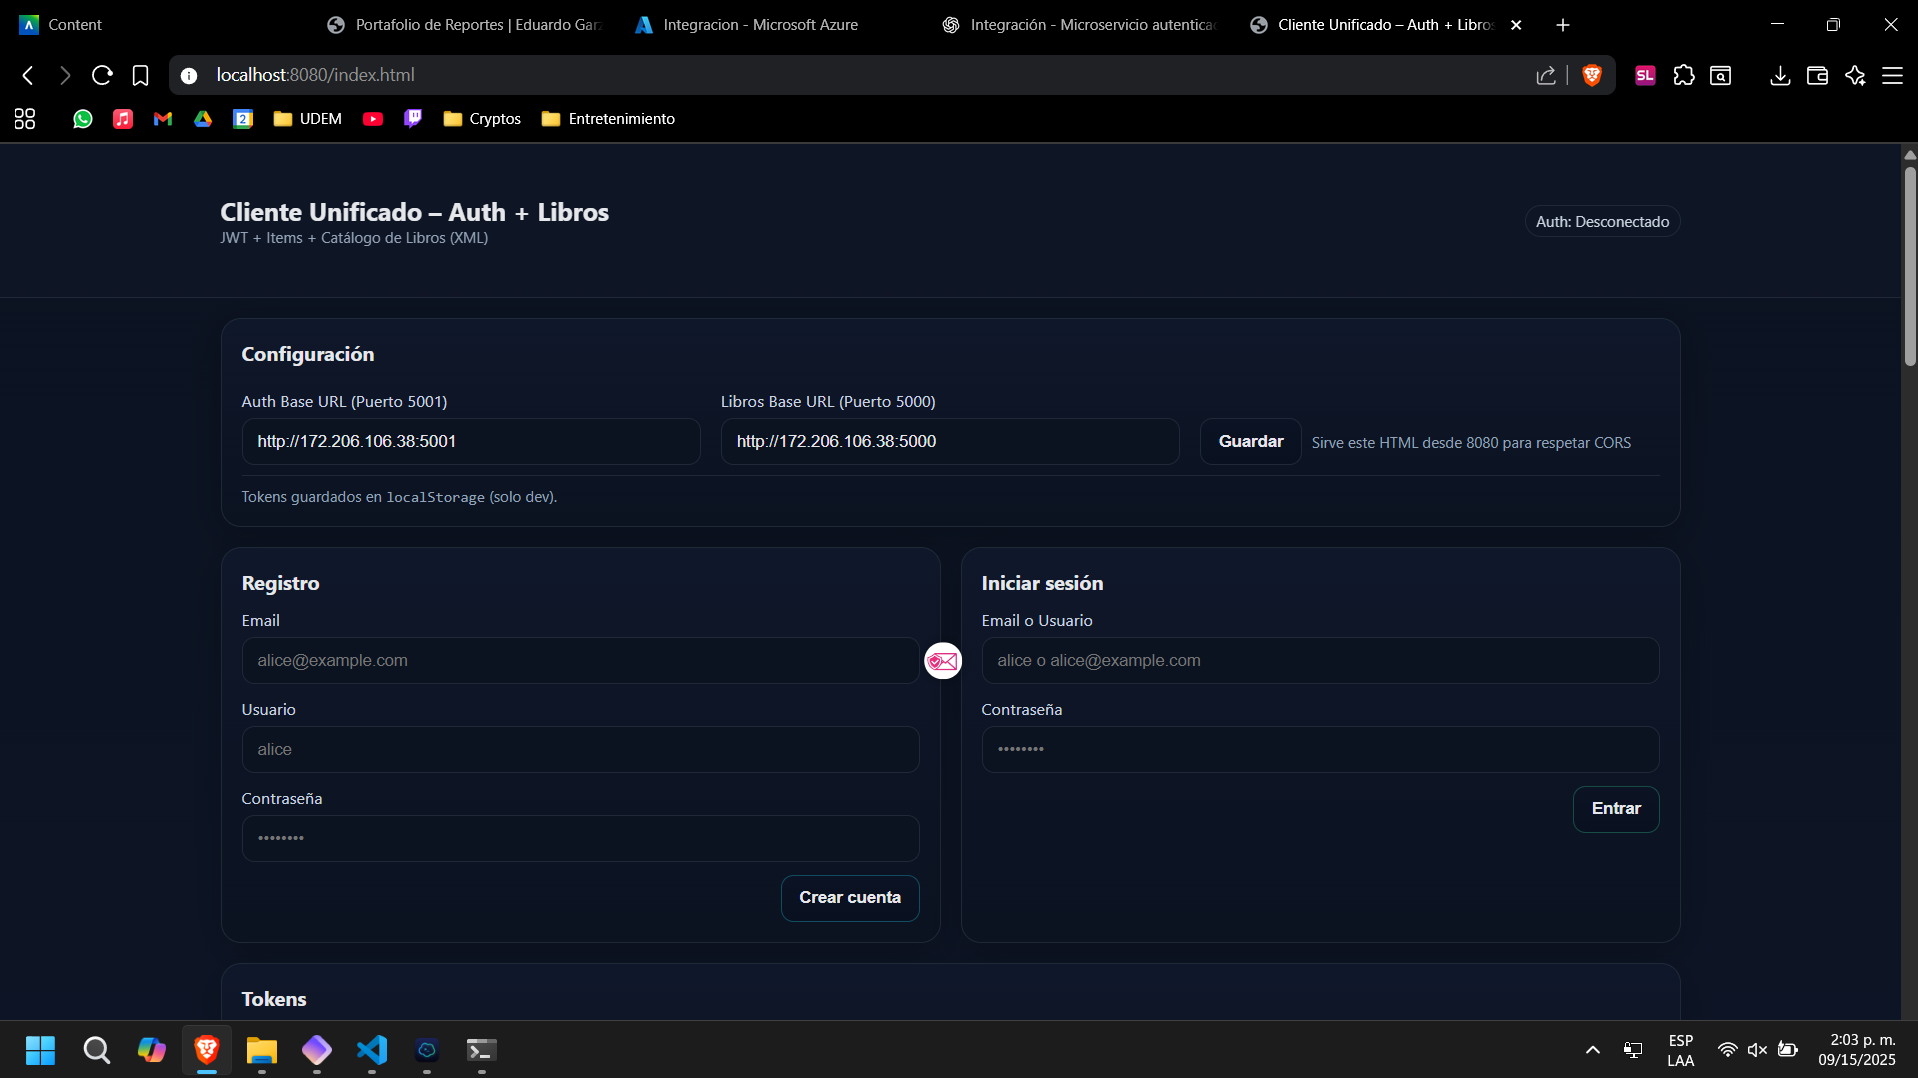 Content
Portafolio de Reportes | Eduardo Garz
Integracion - Microsoft Azure
Integración - Microservicio autentica
Cliente Unificado – Auth + Libros
localhost:8080/index.html
SL
2
UDEM
Cryptos
Entretenimiento
Cliente Unificado – Auth + Libros
JWT + Items + Catálogo de Libros (XML)
Auth: Desconectado
Configuración
Auth Base URL (Puerto 5001)
Libros Base URL (Puerto 5000)
http://172.206.106.38:5001
http://172.206.106.38:5000
Guardar
Sirve este HTML desde 8080 para respetar CORS
Tokens guardados en localStorage (solo dev).
Registro
Email
alice@example.com
Usuario
alice
Contraseña
••••••••
Crear cuenta
Iniciar sesión
Email o Usuario
alice o alice@example.com
Contraseña
••••••••
Entrar
Tokens
ESP
LAA
2:03 p. m.
09/15/2025